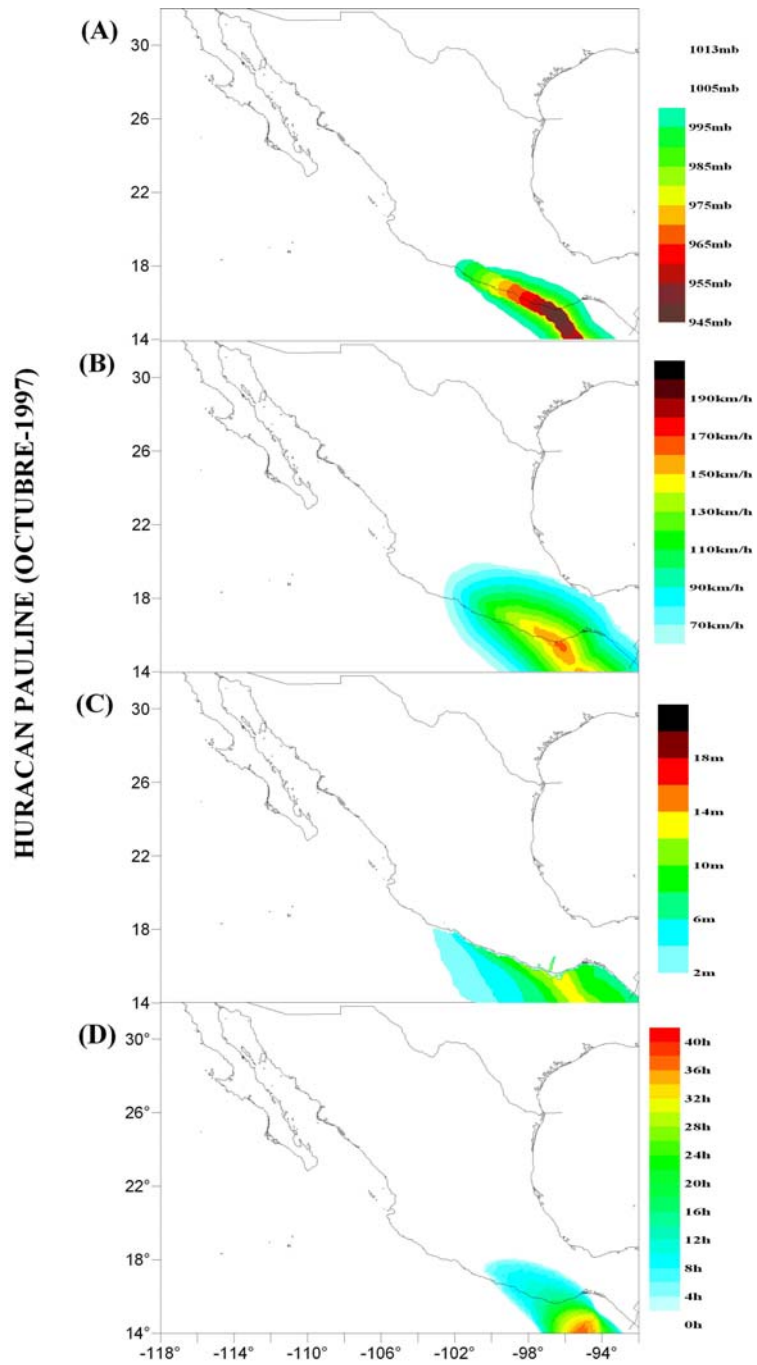 HURACAN PAULINE (OCTUBRE-1997)
(A)
32
26
22
18
14
1013mb
1005mb
995mb
985mb
975mb
965mb
955mb
945mb
(B)
30
26
22
18
14
190km/h
170km/h
150km/h
130km/h
110km/h
90km/h
70km/h
(C)
30
26
22
18
14
18m
14m
10m
6m
2m
(D)
30°
26°
22°
18°
14°
40h
36h
32h
28h
24h
20h
16h
12h
8h
4h
0h
-118° -114° -110° -106° -102 -98 -94